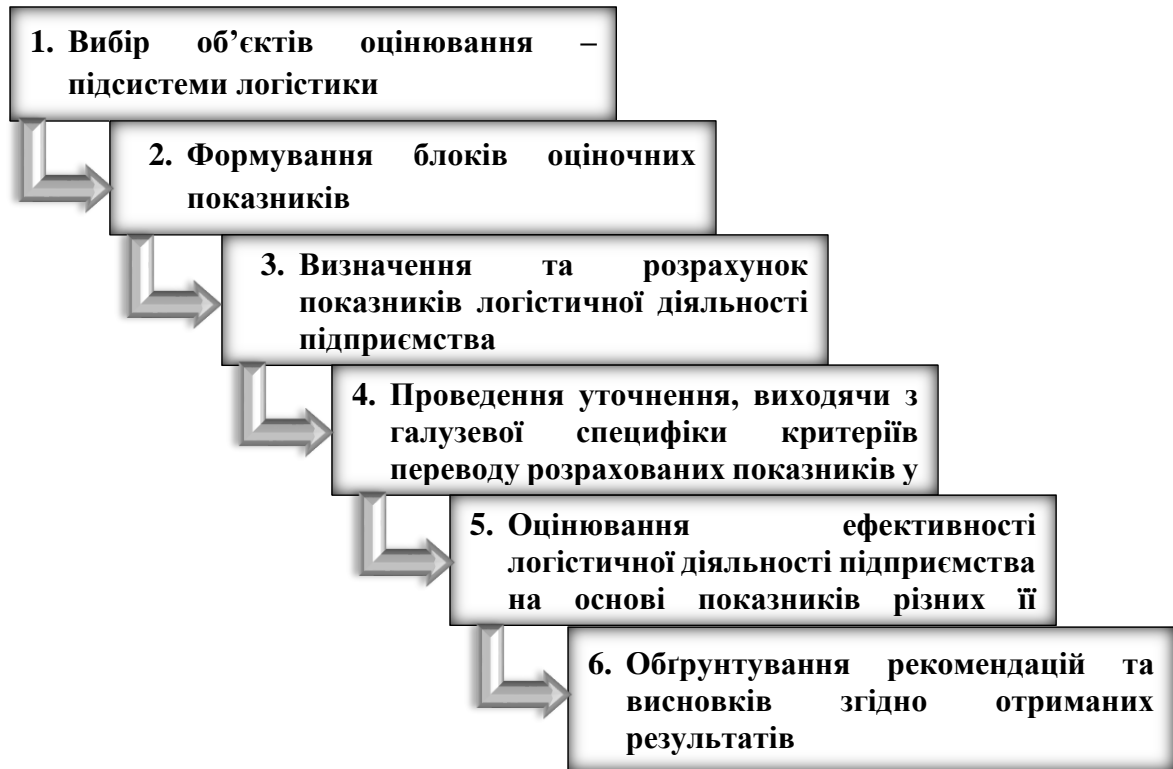 1. Вибір об’єктів оцінювання –
підсистеми логістики
2. Формування блоків оціночних
показників
3. Визначення та розрахунок
показників логістичної діяльності
підприємства
4. Проведення уточнення, виходячи з
галузевої специфіки критеріїв
переводу розрахованих показників у
5. Оцінювання ефективності
логістичної діяльності підприємства
на основі показників різних її
6. Обґрунтування рекомендацій та
висновків згідно отриманих
результатів